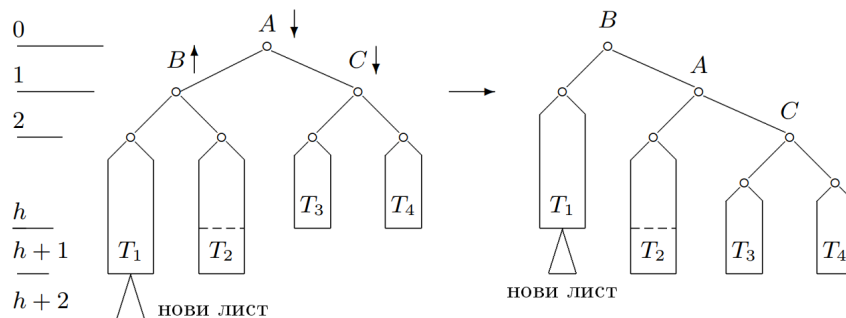 0
A
B
C
1
2
h
T₁
T₂
T₃
T₄
h + 1
h + 2
нови лист
B
A
C
T₁
T₂
T₃
T₄
нови лист